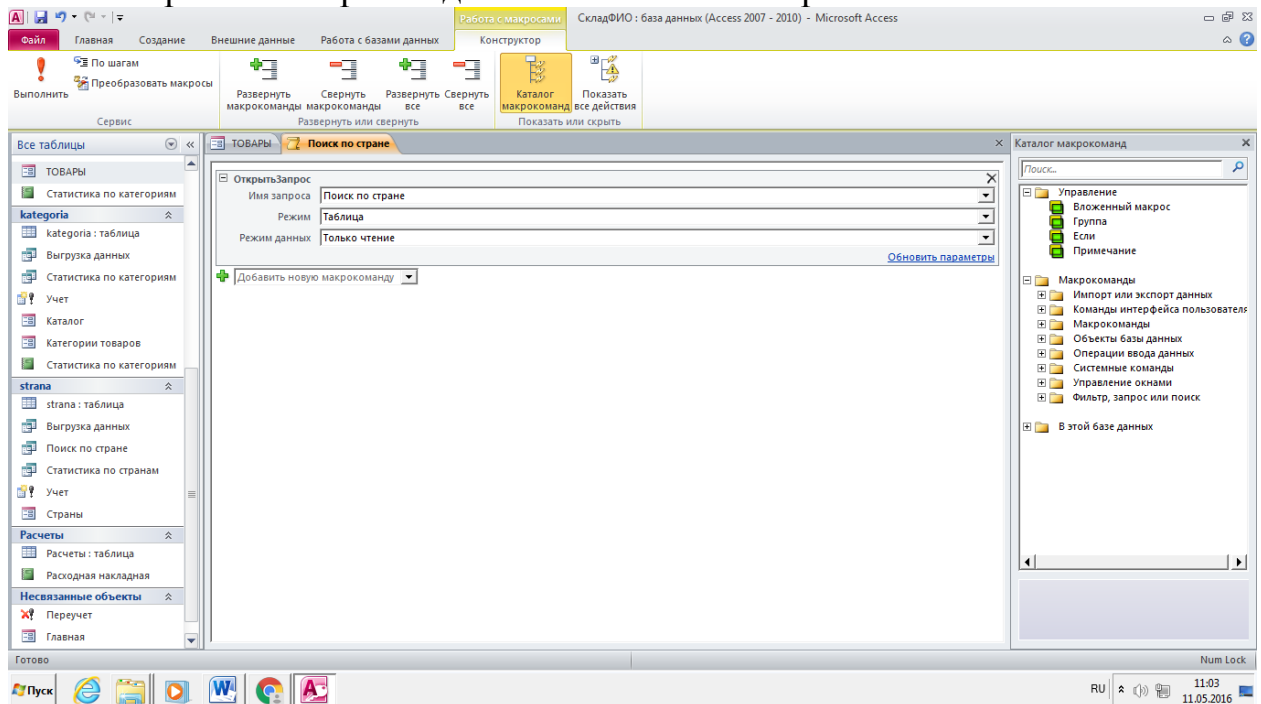 Работа с макросами
СкладФИО : база данных (Access 2007 - 2010) - Microsoft Access
Файл Главная Создание Внешние данные Работа с базами данных Конструктор
Выполнить
По шагам
Преобразовать макросы
Развернуть макрокоманды
Свернуть макрокоманды
Развернуть все
Свернуть все
Каталог макрокоманд
Показать все действия
Сервис
Развернуть или свернуть
Показать или скрыть
Все таблицы
ТОВАРЫ
Статистика по категориям
kategoria
kategoria : таблица
Выгрузка данных
Статистика по категориям
Учет
Каталог
Категории товаров
Статистика по категориям
strana
strana : таблица
Выгрузка данных
Поиск по стране
Статистика по странам
Учет
Страны
Расчеты
Расчеты : таблица
Расходная накладная
Несвязанные объекты
Переучет
Главная
ТОВАРЫ
Поиск по стране
ОткрытьЗапрос
Имя запроса Поиск по стране
Режим Таблица
Режим данных Только чтение
Обновить параметры
Добавить новую макрокоманду
Каталог макрокоманд
Поиск...
Управление
Вложенный макрос
Группа
Если
Примечание
Макрокоманды
Импорт или экспорт данных
Команды интерфейса пользователя
Макрокоманды
Объекты базы данных
Операции ввода данных
Системные команды
Управление окнами
Фильтр, запрос или поиск
В этой базе данных
Готово
Num Lock
Пуск
RU
11:03
11.05.2016